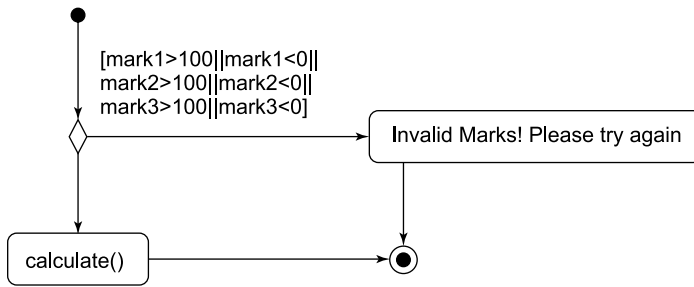 [mark1>100||mark1<0||
mark2>100||mark2<0||
mark3>100||mark3<0]
Invalid Marks! Please try again
calculate()